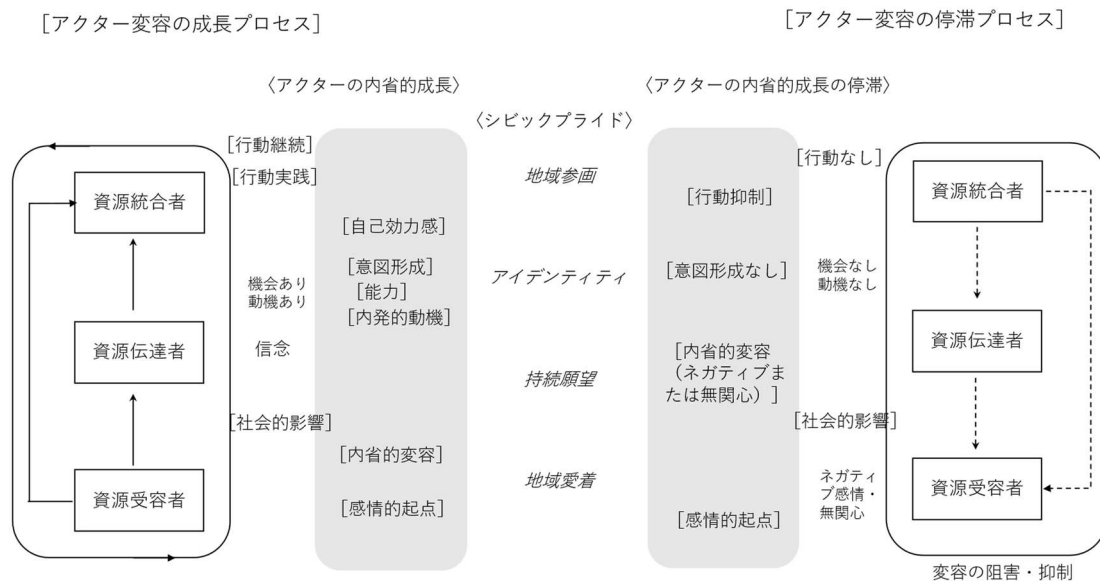 [アクター変容の成長プロセス]
[アクター変容の停滞プロセス]
〈アクターの内省的成長〉
〈アクターの内省的成長の停滞〉
〈シビックプライド〉
[行動継続]
[行動実践]
資源統合者
[自己効力感]
機会あり
動機あり
[意図形成]
[能力]
[内発的動機]
資源伝達者
信念
[社会的影響]
[内省的変容]
資源受容者
[感情的起点]
地域参画
アイデンティティ
持続願望
地域愛着
[行動なし]
[行動抑制]
資源統合者
[意図形成なし]
機会なし
動機なし
資源伝達者
[内省的変容
(ネガティブま
たは無関心)]
[社会的影響]
ネガティ
ブ感情・
無関心
資源受容者
[感情的起点]
変容の阻害・抑制